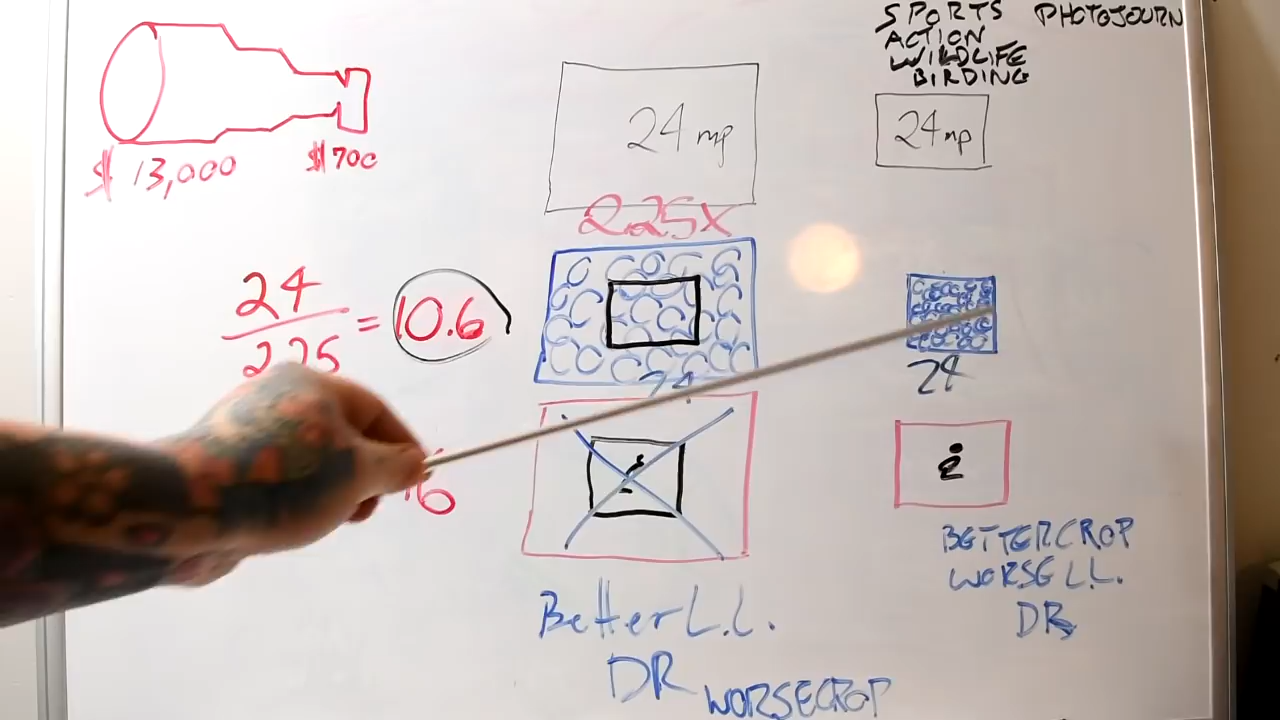 SPORTS PHOTOJOURN
ACTION
WILDLIFE
BIRDING
$ 13,000
$700
24 mp
24 mp
2.25X
24
2.25
= 10.6
24
24
6
BETTER CROP
WORSE L.L.
DR
Better L.L.
DR WORSE CROP